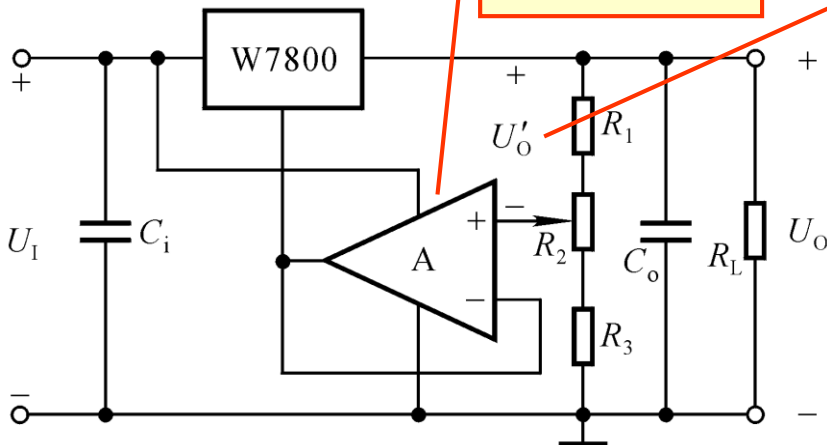 W7800
+
+
+
U′O
R1
UI
Ci
+
−
A
R2
Co
RL
UO
−
R3
−
−